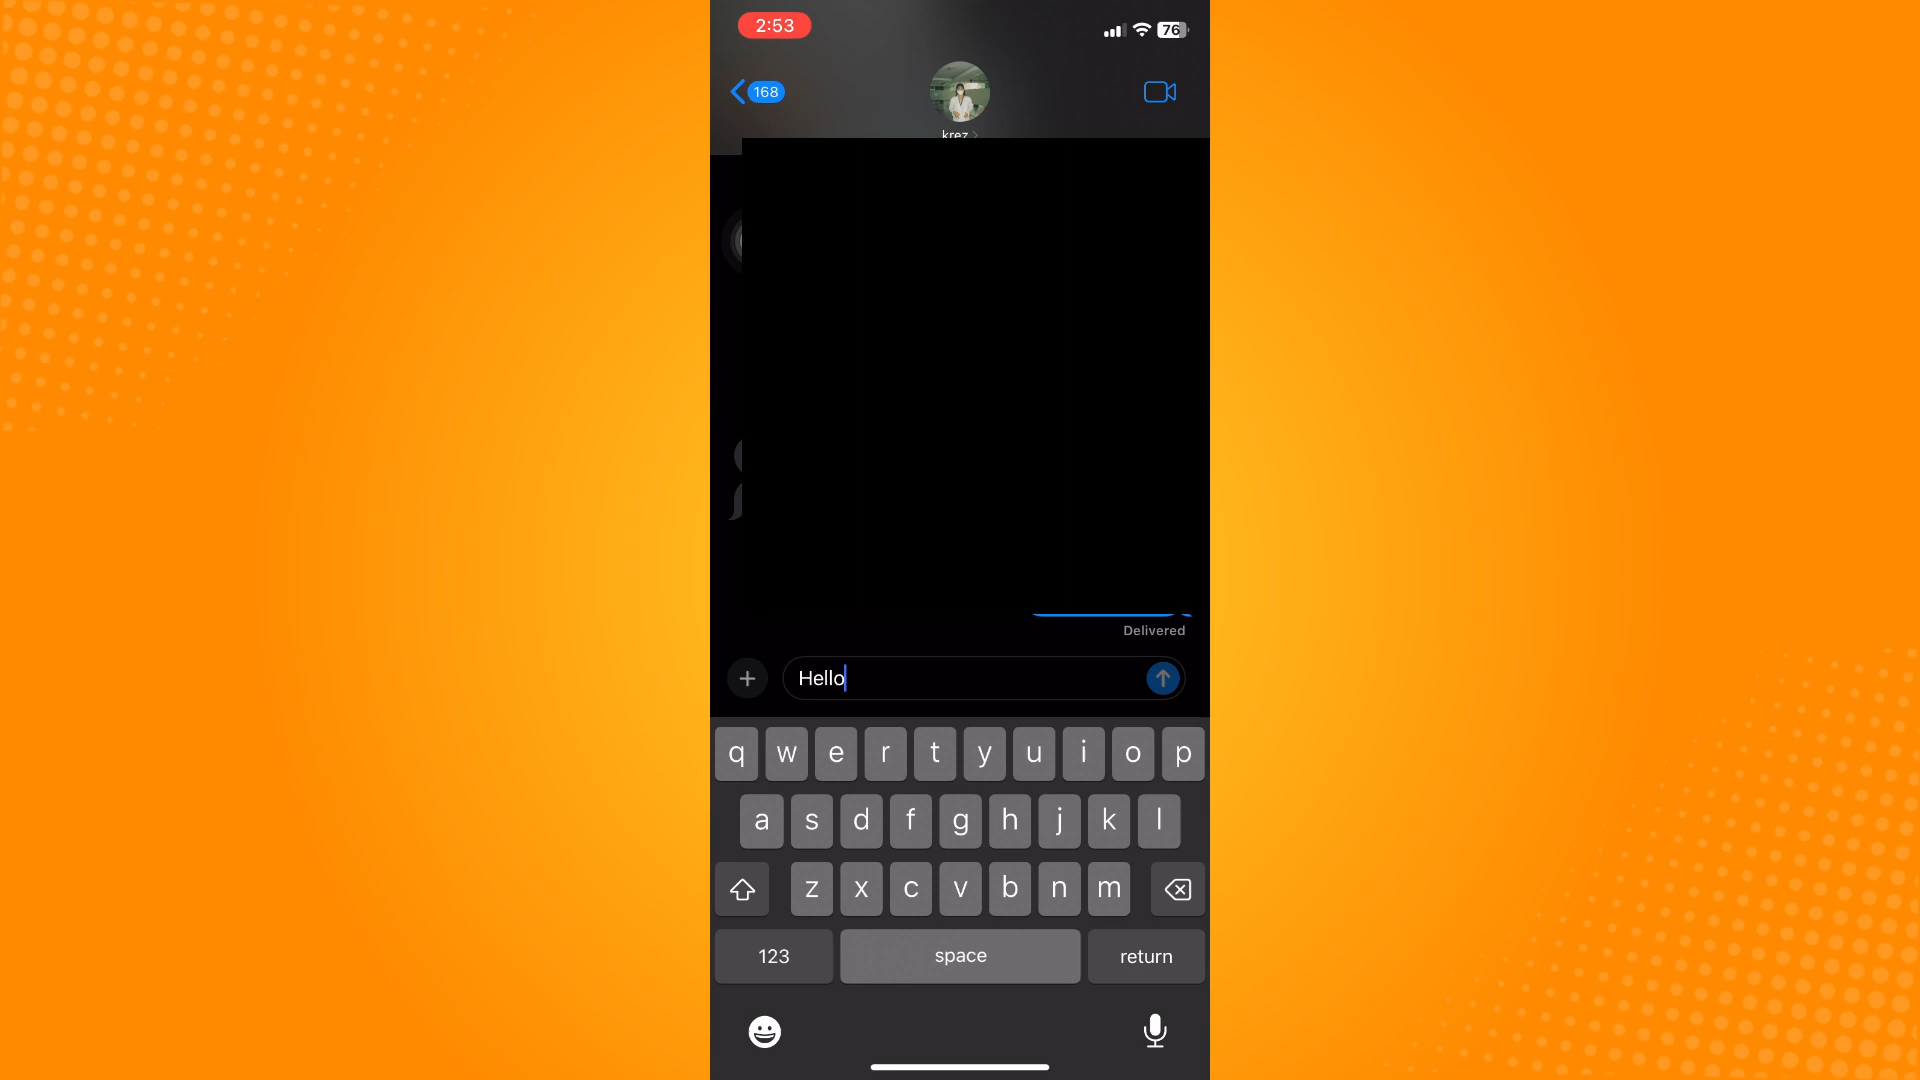 2:53
76
168
krez
Delivered
Hello
q w e r t y u i o p
a s d f g h j k l
z x c v b n m
123 space return